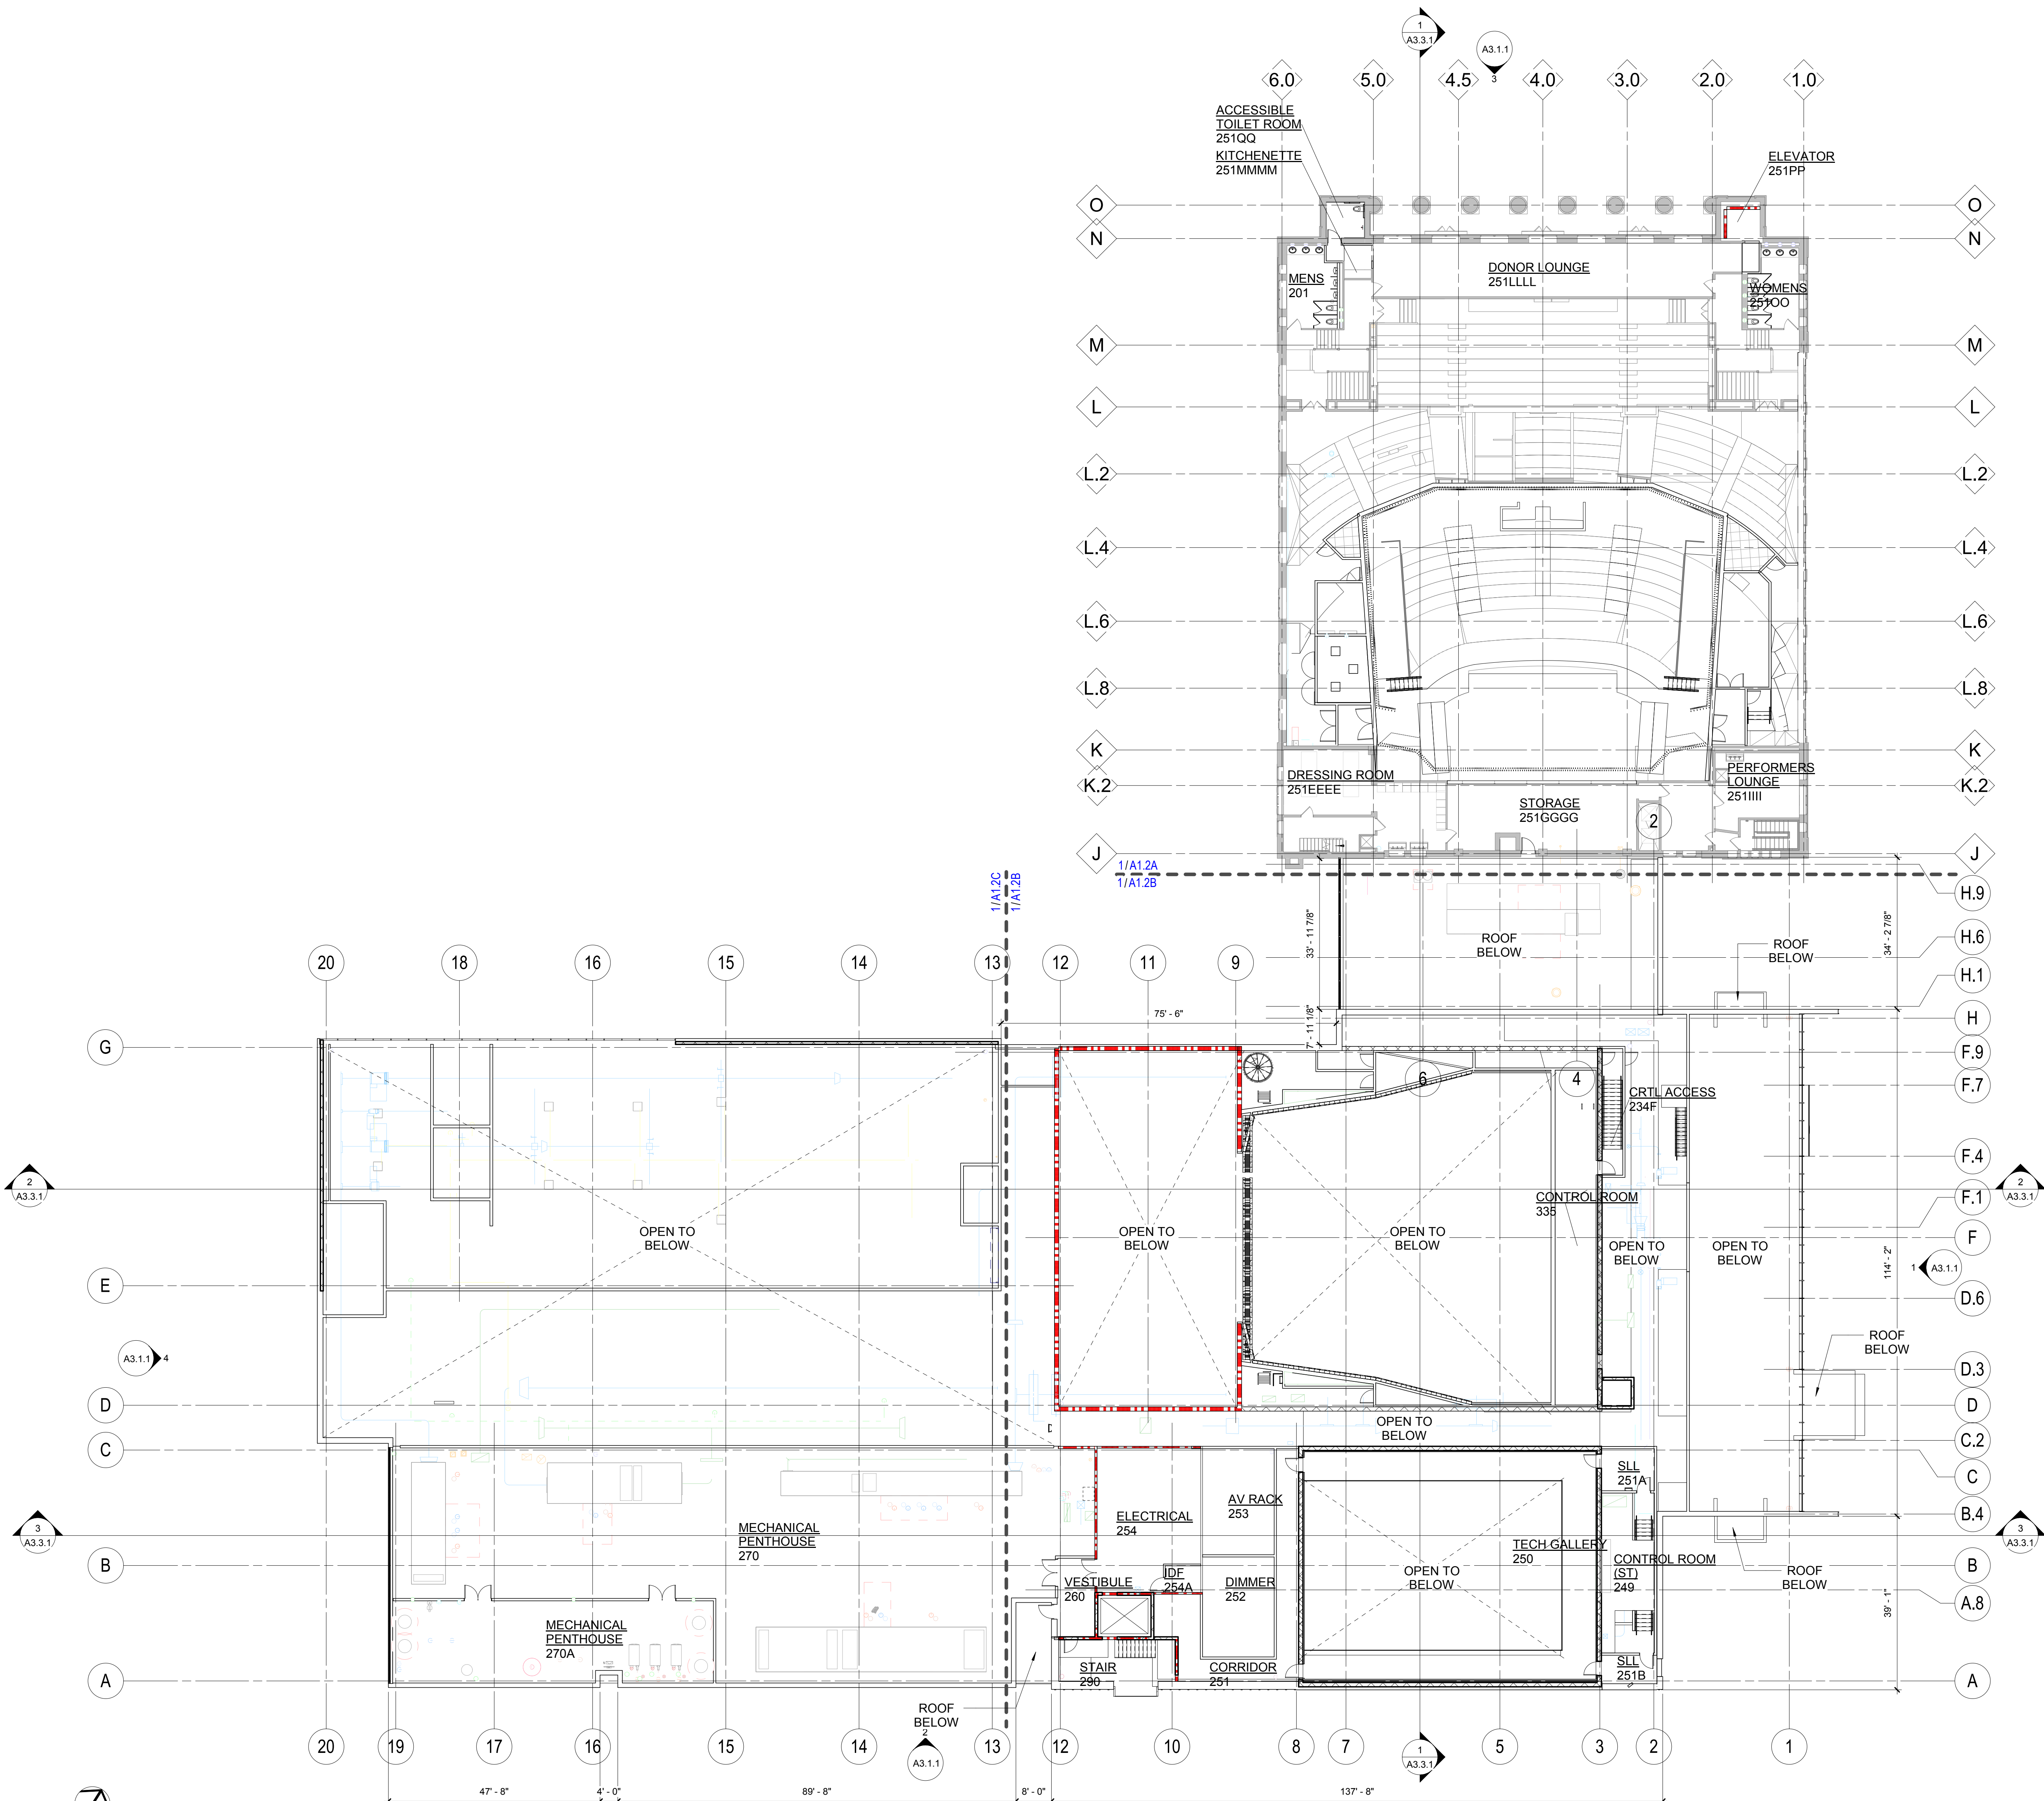 1
A3.3.1
A3.1.1
3
6.0
5.0
4.5
4.0
3.0
2.0
1.0
ACCESSIBLE
TOILET ROOM
251QQ
KITCHENETTE
251MMMM
ELEVATOR
251PP
O
O
N
N
MENS
201
DONOR LOUNGE
251LLLL
WOMENS
251OO
M
M
L
L
L.2
L.2
L.4
L.4
L.6
L.6
L.8
L.8
K
K
DRESSING ROOM
251EEEE
PERFORMERS
LOUNGE
251IIII
K.2
K.2
STORAGE
251GGGG
2
J
J
1 / A1.2A
1 / A1.2B
1 / A1.2C
1 / A1.2B
H.9
33' - 11 7/8"
34' - 2 7/8"
ROOF
BELOW
ROOF
BELOW
H.6
H.1
20
18
16
15
14
13
12
11
9
75' - 6"
7' - 11 1/8"
H
G
F.9
6
4
F.7
CRTL ACCESS
234F
F.4
2
A3.3.1
2
A3.3.1
CONTROL ROOM
335
F.1
OPEN TO
BELOW
OPEN TO
BELOW
OPEN TO
BELOW
OPEN TO
BELOW
OPEN TO
BELOW
F
114' - 2"
1
A3.1.1
E
D.6
ROOF
BELOW
A3.1.1
4
D.3
D
D
D
OPEN TO
BELOW
C.2
C
C
SLL
251A
AV RACK
253
ELECTRICAL
254
B.4
3
A3.3.1
3
A3.3.1
MECHANICAL
PENTHOUSE
270
TECH GALLERY
250
CONTROL ROOM
(ST)
249
B
B
OPEN TO
BELOW
ROOF
BELOW
VESTIBULE
260
IDF
254A
DIMMER
252
A.8
39' - 1"
MECHANICAL
PENTHOUSE
270A
STAIR
290
CORRIDOR
251
SLL
251B
A
A
ROOF
BELOW
2
A3.1.1
20
19
17
16
15
14
13
12
10
8
7
1
A3.3.1
5
3
2
1
47' - 8"
4' - 0"
89' - 8"
8' - 0"
137' - 8"